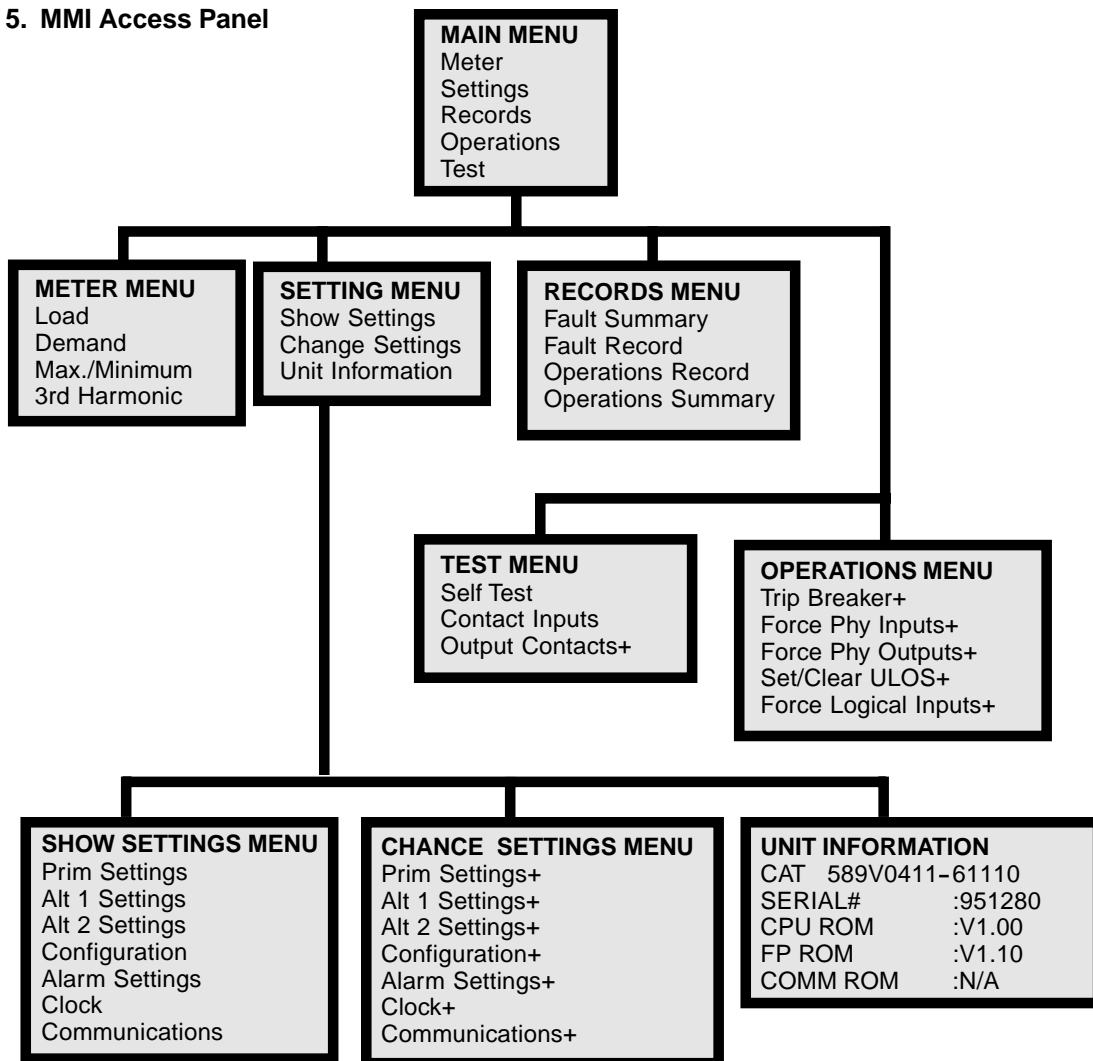 5. MMI Access Panel
MAIN MENU
Meter
Settings
Records
Operations
Test
METER MENU
Load
Demand
Max./Minimum
3rd Harmonic
SETTING MENU
Show Settings
Change Settings
Unit Information
RECORDS MENU
Fault Summary
Fault Record
Operations Record
Operations Summary
TEST MENU
Self Test
Contact Inputs
Output Contacts+
OPERATIONS MENU
Trip Breaker+
Force Phy Inputs+
Force Phy Outputs+
Set/Clear ULOS+
Force Logical Inputs+
SHOW SETTINGS MENU
Prim Settings
Alt 1 Settings
Alt 2 Settings
Configuration
Alarm Settings
Clock
Communications
CHANCE SETTINGS MENU
Prim Settings+
Alt 1 Settings+
Alt 2 Settings+
Configuration+
Alarm Settings+
Clock+
Communications+
UNIT INFORMATION
CAT 589V0411-61110
SERIAL# :951280
CPU ROM :V1.00
FP ROM :V1.10
COMM ROM :N/A